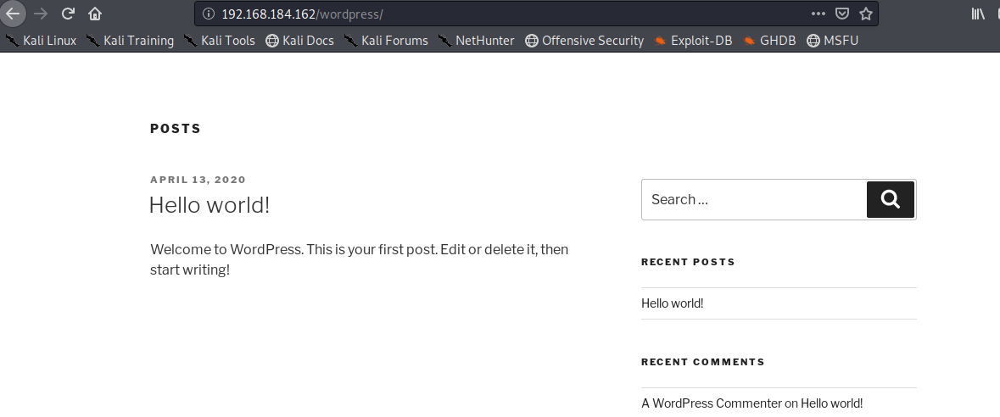 192.168.184.162/wordpress/
Kali Linux Kali Training Kali Tools Kali Docs Kali Forums NetHunter Offensive Security Exploit-DB GHDB MSFU
POSTS
APRIL 13, 2020
Hello world!
Welcome to WordPress. This is your first post. Edit or delete it, then
start writing!
Search …
RECENT POSTS
Hello world!
RECENT COMMENTS
A WordPress Commenter on Hello world!